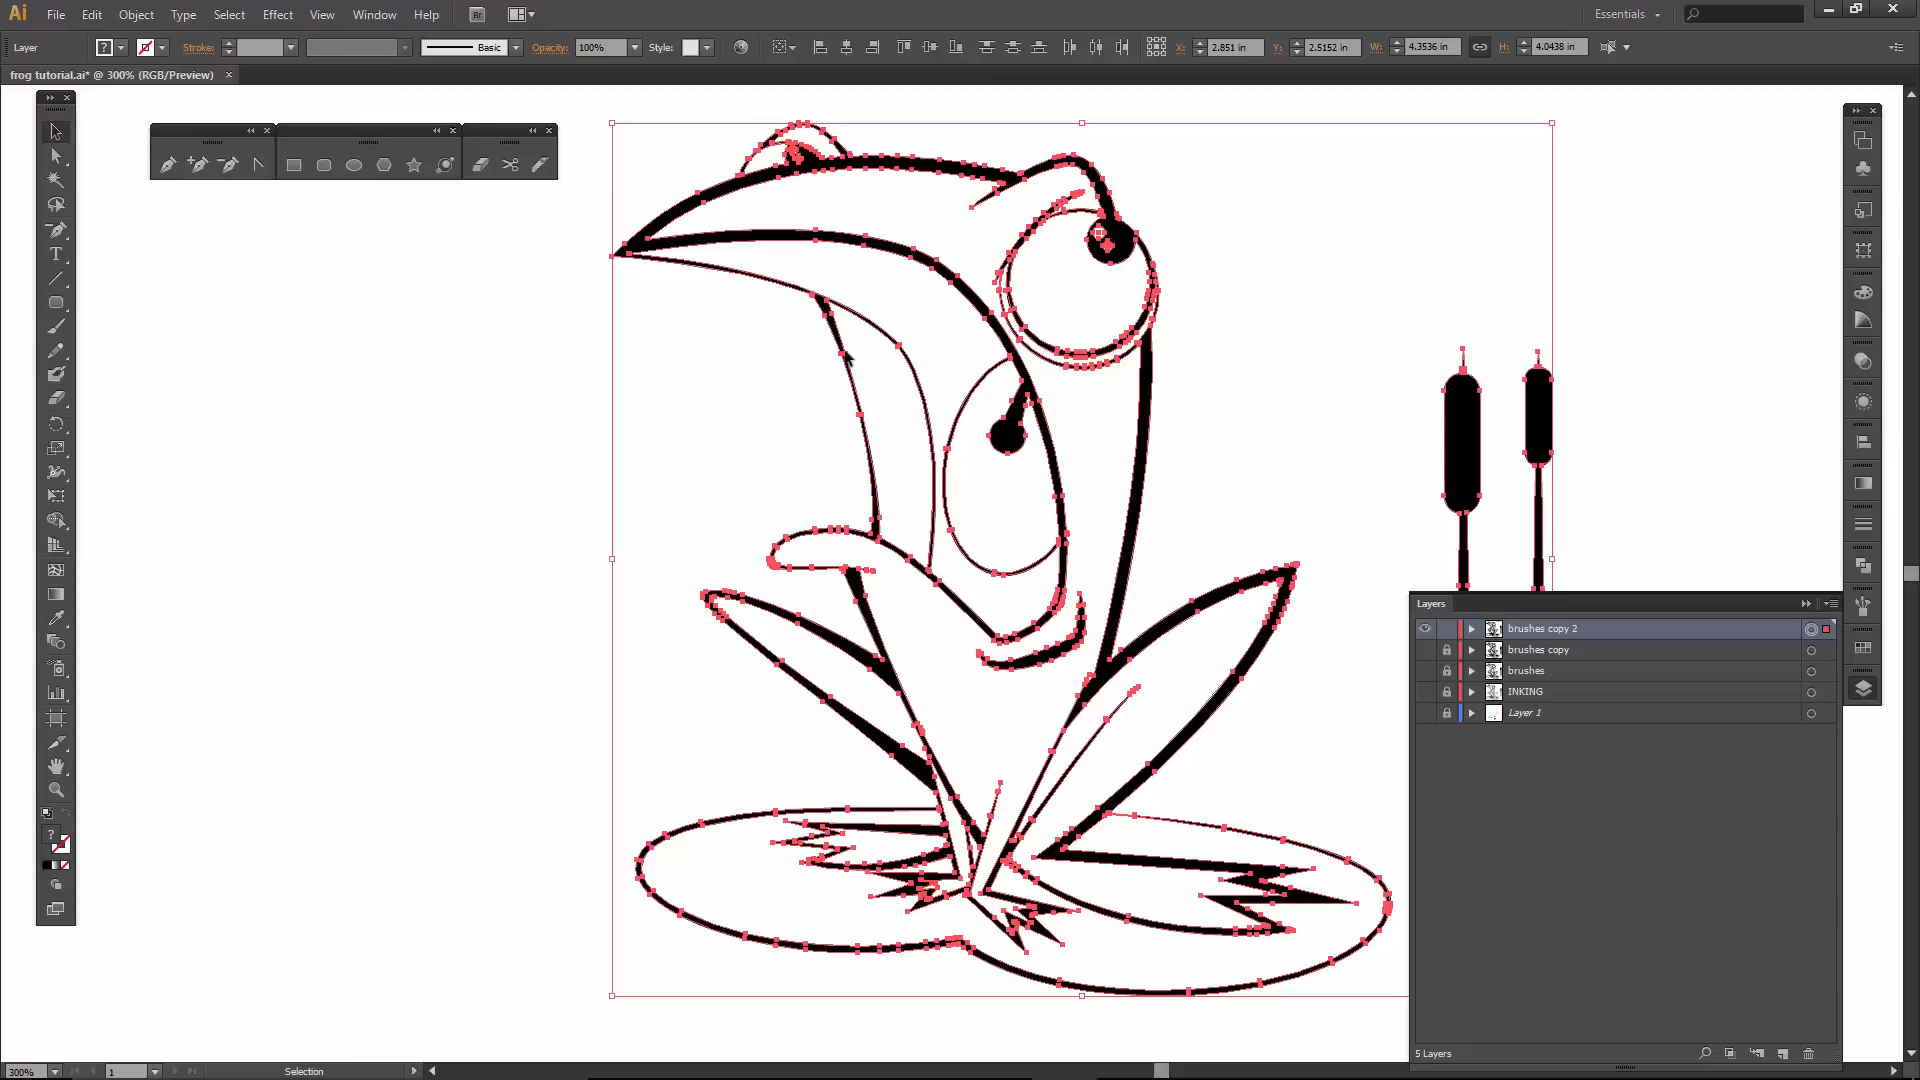 Ai File Edit Object Type Select Effect View Window Help Br Essentials
Layer ? Stroke: Basic Opacity: 100% Style: X: 2.851 in Y: 2.5152 in W: 4.3536 in H: 4.0438 in
frog tutorial.ai* @ 300% (RGB/Preview)
T
?
Layers
brushes copy 2
brushes copy
brushes
INKING
Layer 1
5 Layers
300% 1 Selection